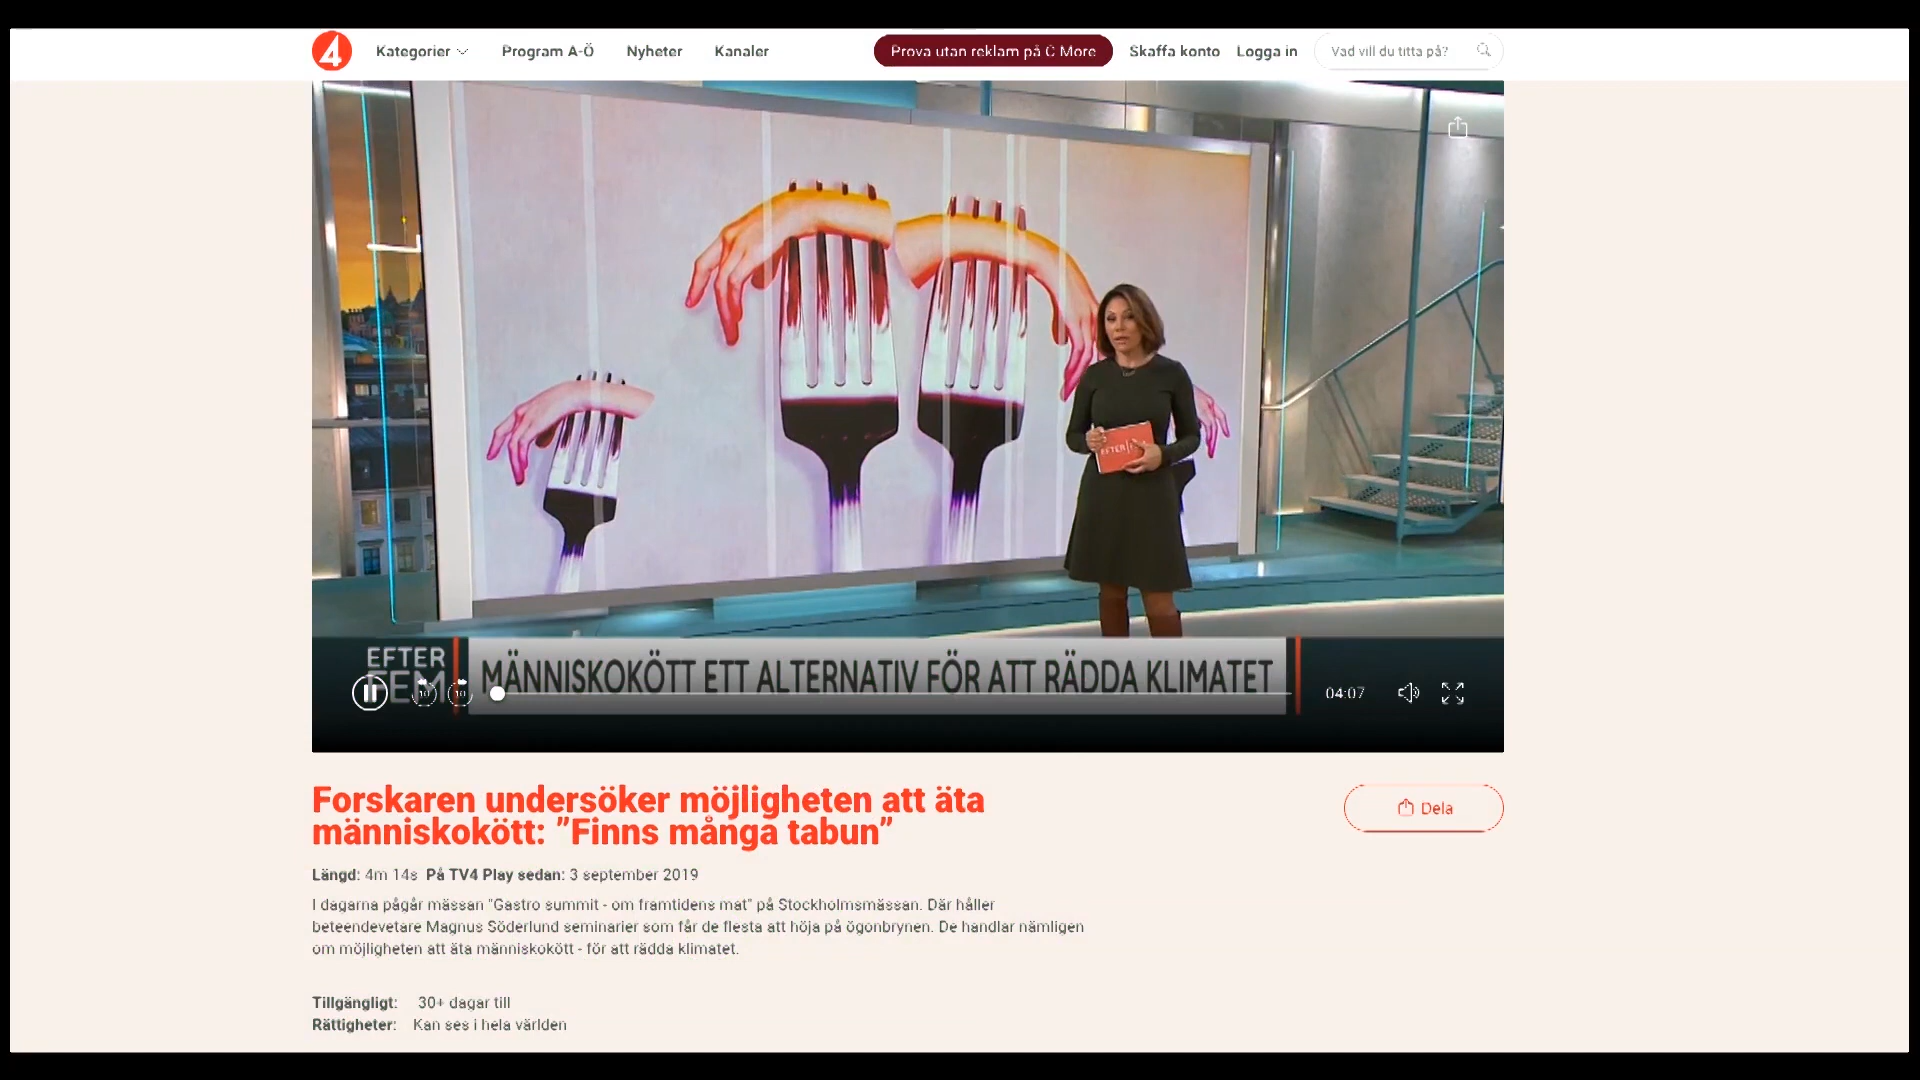 4
Kategorier
Program A-Ö
Nyheter
Kanaler
Prova utan reklam på C More
Skaffa konto
Logga in
Vad vill du titta på?
EFTER FEM
EFTER
FEM
MÄNNISKOKÖTT ETT ALTERNATIV FÖR ATT RÄDDA KLIMATET
10
10
04:07
Forskaren undersöker möjligheten att äta
människokött: ”Finns många tabun”
Dela
Längd: 4m 14s På TV4 Play sedan: 3 september 2019
I dagarna pågår mässan "Gastro summit - om framtidens mat" på Stockholmsmässan. Där håller
beteendevetare Magnus Söderlund seminarier som får de flesta att höja på ögonbrynen. De handlar nämligen
om möjligheten att äta människokött - för att rädda klimatet.
Tillgängligt: 30+ dagar till
Rättigheter: Kan ses i hela världen